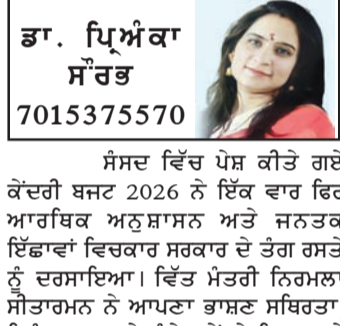 ਡਾ. ਪ੍ਰਿਅੰਕਾ
ਸੌਰਭ
7015375570
ਸੰਸਦ ਵਿੱਚ ਪੇਸ਼ ਕੀਤੇ ਗਏ
ਕੇਂਦਰੀ ਬਜਟ 2026 ਨੇ ਇੱਕ ਵਾਰ ਫਿਰ
ਆਰਥਿਕ ਅਨੁਸ਼ਾਸਨ ਅਤੇ ਜਨਤਕ
ਇੱਛਾਵਾਂ ਵਿਚਕਾਰ ਸਰਕਾਰ ਦੇ ਤੰਗ ਰਸਤੇ
ਨੂੰ ਦਰਸਾਇਆ। ਵਿੱਤ ਮੰਤਰੀ ਨਿਰਮਲਾ
ਸੀਤਾਰਮਨ ਨੇ ਆਪਣਾ ਭਾਸ਼ਣ ਸਥਿਰਤਾ